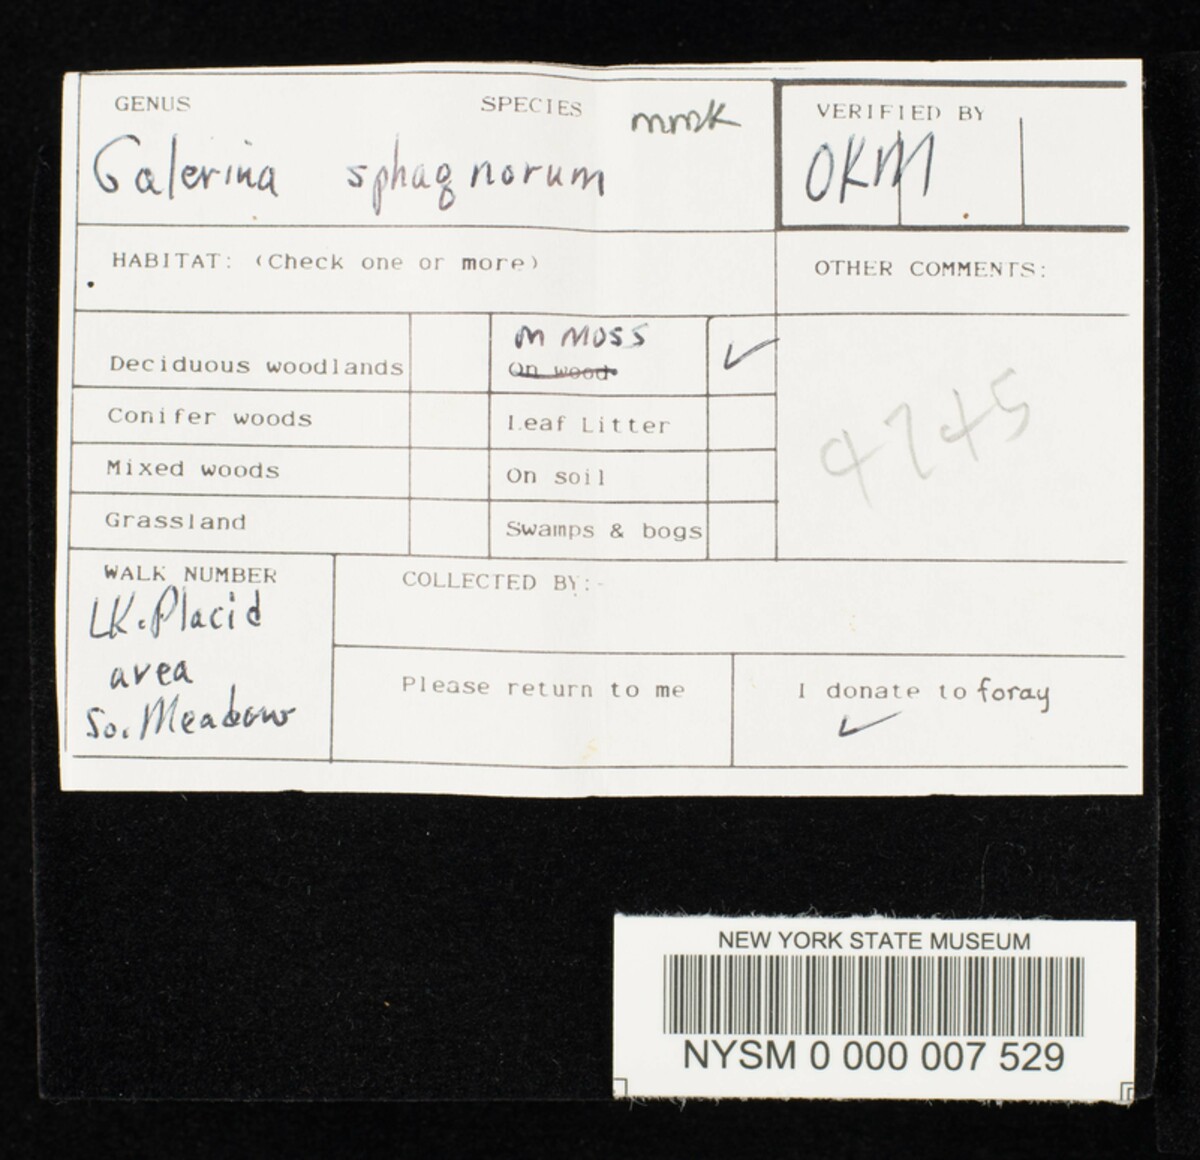 GENUS SPECIES mmk
Galerina sphagnorum
VERIFIED BY
OKM
HABITAT: (Check one or more)
OTHER COMMENTS:
m moss
Deciduous woodlands On wood ✓
Conifer woods Leaf Litter
Mixed woods On soil
Grassland Swamps & bogs
4745
WALK NUMBER
LK. Placid
area
So. Meadow
COLLECTED BY:-
Please return to me
I donate to foray
✓
NEW YORK STATE MUSEUM
NYSM 0 000 007 529